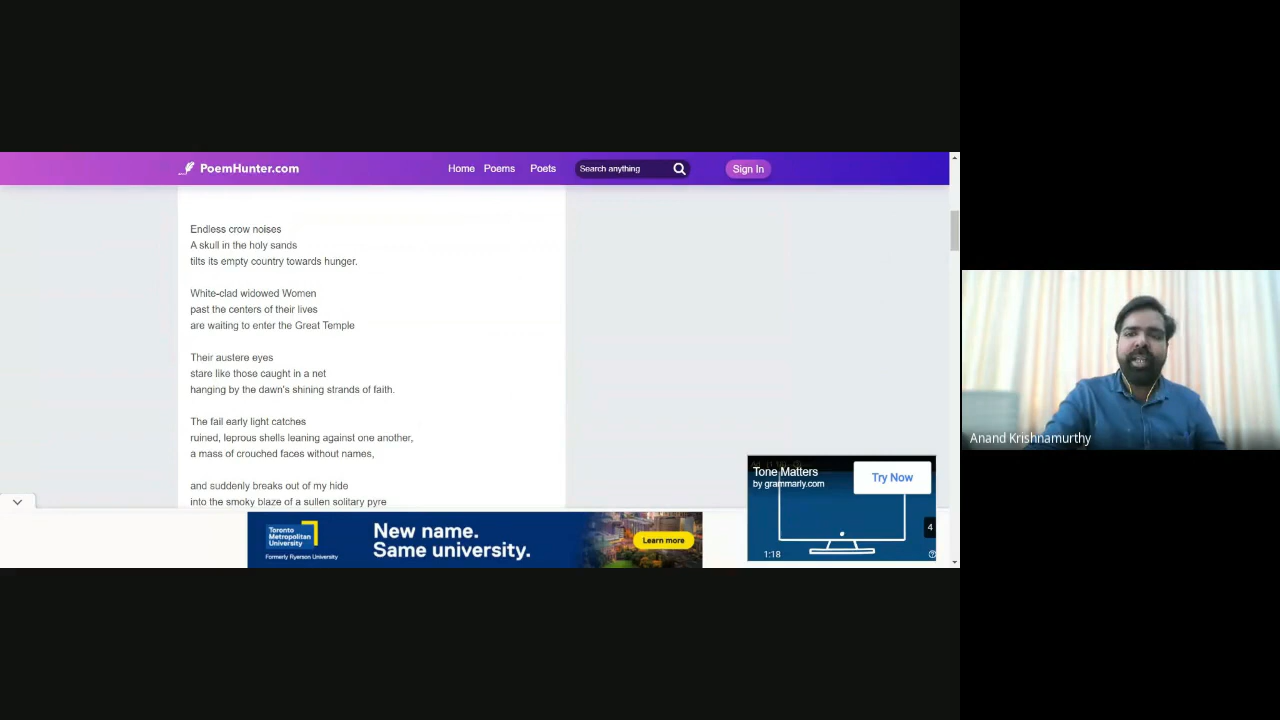 PoemHunter.com
Home Poems Poets Search anything Sign In
Endless crow noises
A skull in the holy sands
tilts its empty country towards hunger.
White-clad widowed Women
past the centers of their lives
are waiting to enter the Great Temple
Their austere eyes
stare like those caught in a net
hanging by the dawn's shining strands of faith.
The fail early light catches
ruined, leprous shells leaning against one another,
a mass of crouched faces without names,
and suddenly breaks out of my hide
into the smoky blaze of a sullen solitary pyre
Anand Krishnamurthy
Tone Matters
by grammarly.com
Try Now
4
1:18
Toronto
Metropolitan
University
Formerly Ryerson University
New name.
Same university.
Learn more